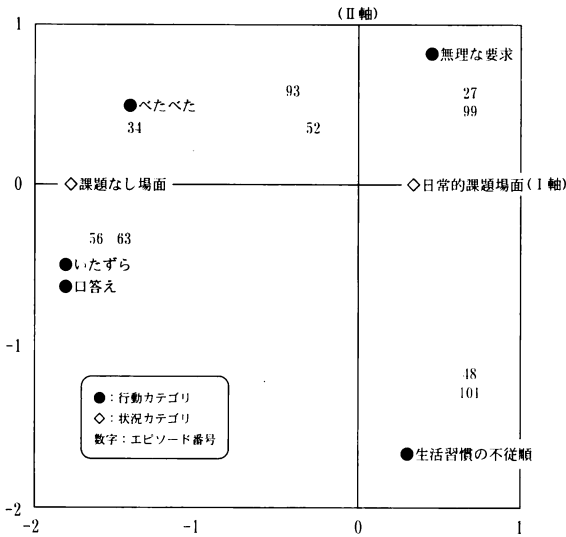 (Ⅱ軸)
1
●無理な要求
93
27
●べたべた
99
34
52
0
◇課題なし場面
◇日常的課題場面(Ⅰ軸)
56 63
●いたずら
●口答え
-1
48
101
●:行動カテゴリ
◇:状況カテゴリ
数字:エピソード番号
●生活習慣の不従順
-2
-2
-1
0
1